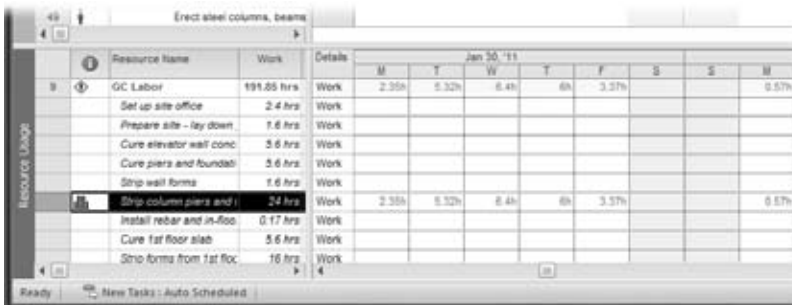 49 Erect steel columns, beams
Resource Name Work Details Jan 30, '11
M T W T F S S M
9 GC Labor 191.85 hrs Work 2.35h 5.32h 6.4h 6h 3.37h 0.57h
Set up site office 2.4 hrs Work
Prepare site - lay down 1.6 hrs Work
Cure elevator wall conc 5.6 hrs Work
Cure piers and foundati 5.6 hrs Work
Strip wall forms 1.6 hrs Work
Strip column piers and 24 hrs Work 2.35h 5.32h 6.4h 6h 3.37h 0.57h
Install rebar and in-floo 0.17 hrs Work
Cure 1st floor slab 5.6 hrs Work
Strip forms from 1st floc 16 hrs Work
Resource Usage
Ready New Tasks : Auto Scheduled